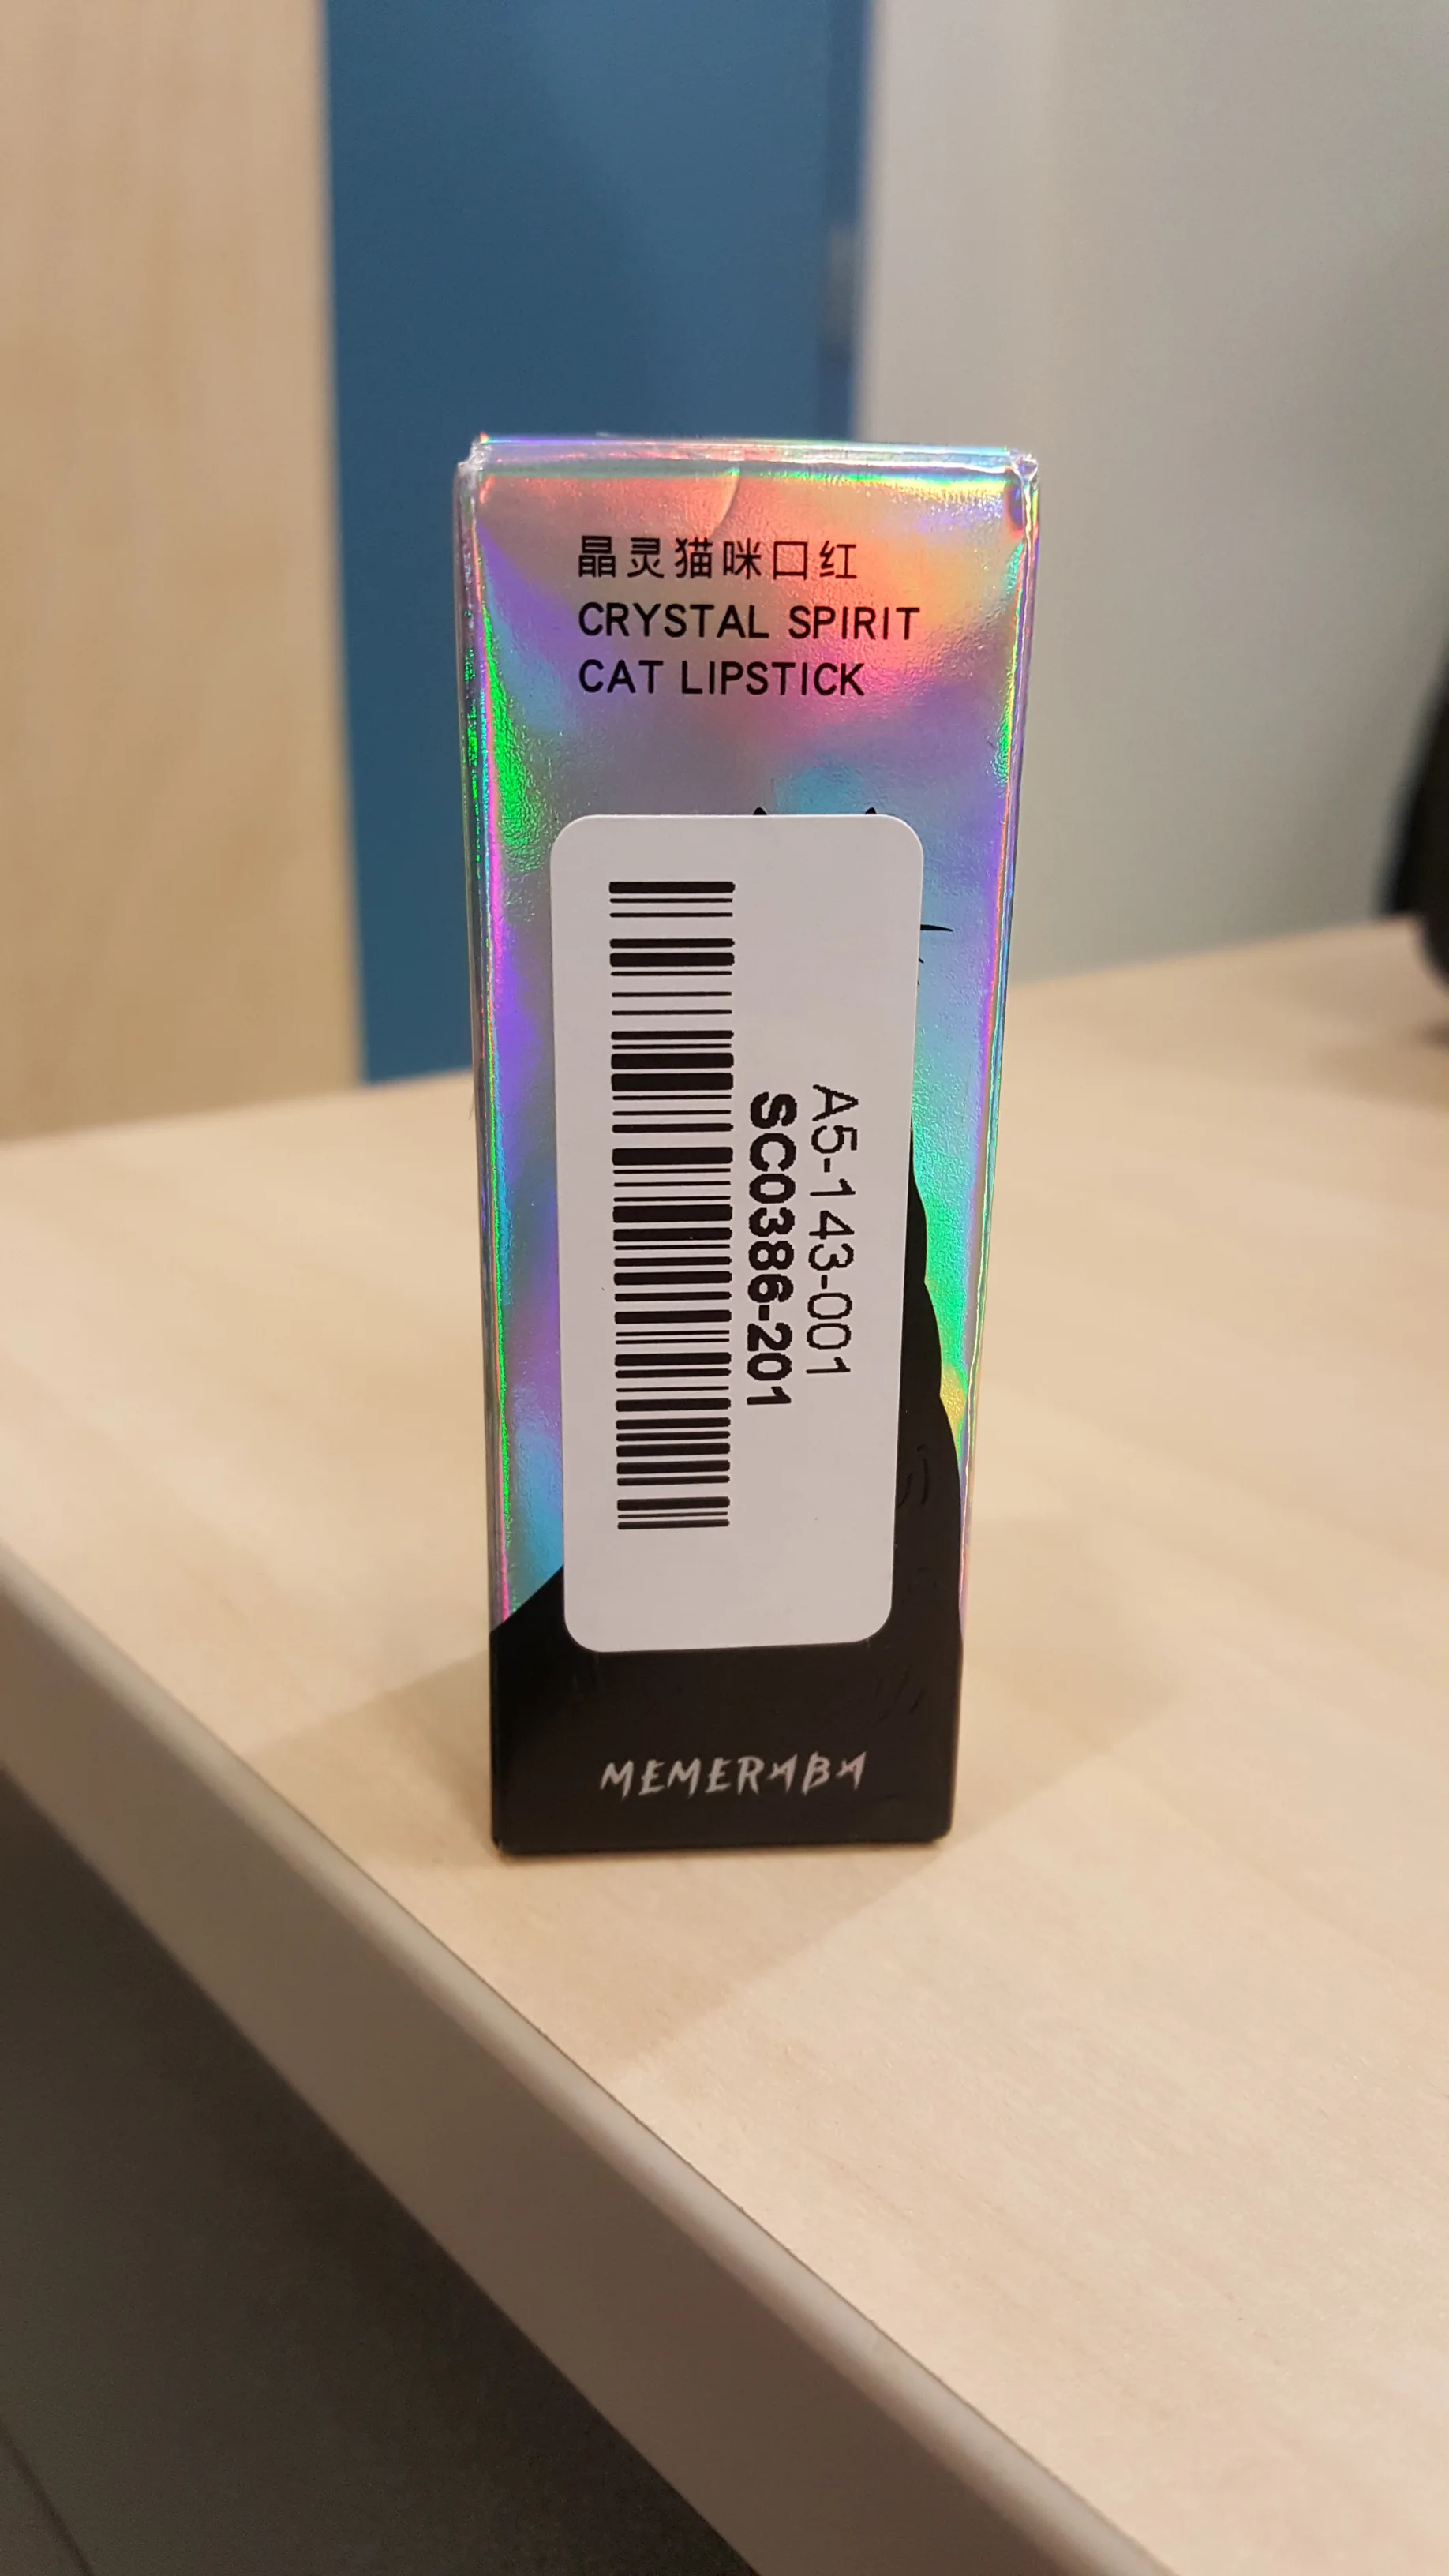 晶灵猫咪口红
CRYSTAL SPIRIT
CAT LIPSTICK
A5-143-001
SC0386-201
MEMERABA